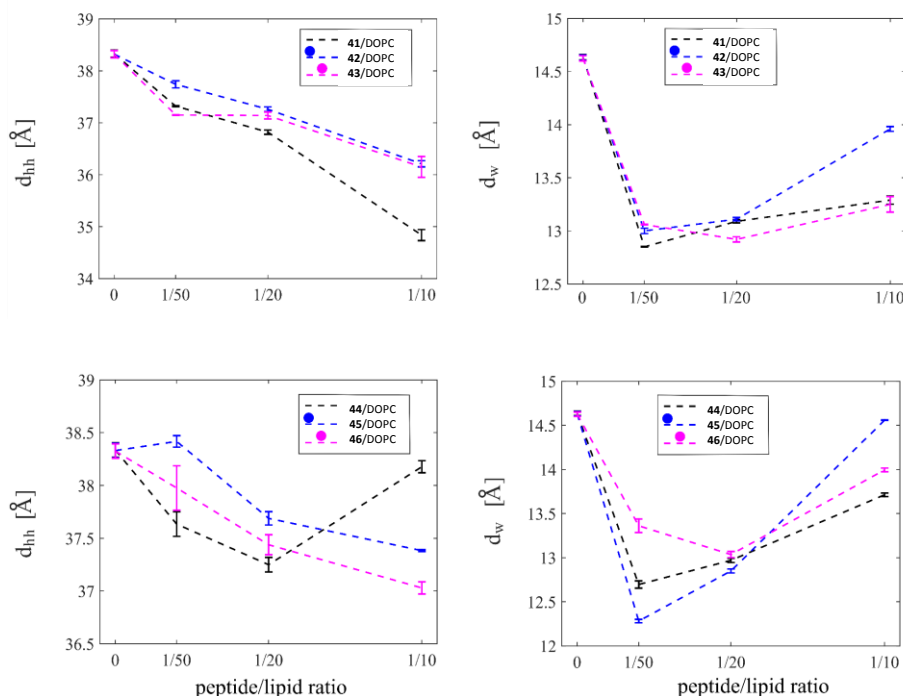 39
38
37
36
35
34
d_hh [Å]
0
1/50
1/20
1/10
41/DOPC
42/DOPC
43/DOPC
14.5
14
13.5
13
12.5
d_w [Å]
0
1/50
1/20
1/10
41/DOPC
42/DOPC
43/DOPC
39
38.5
38
37.5
37
36.5
d_hh [Å]
0
1/50
1/20
1/10
peptide/lipid ratio
44/DOPC
45/DOPC
46/DOPC
15
14.5
14
13.5
13
12.5
12
d_w [Å]
0
1/50
1/20
1/10
peptide/lipid ratio
44/DOPC
45/DOPC
46/DOPC